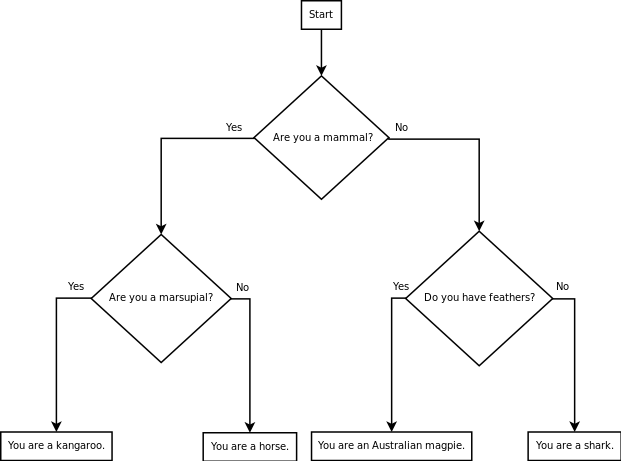 Start
Are you a mammal?
Yes
No
Are you a marsupial?
Do you have feathers?
Yes
No
Yes
No
You are a kangaroo.
You are a horse.
You are an Australian magpie.
You are a shark.